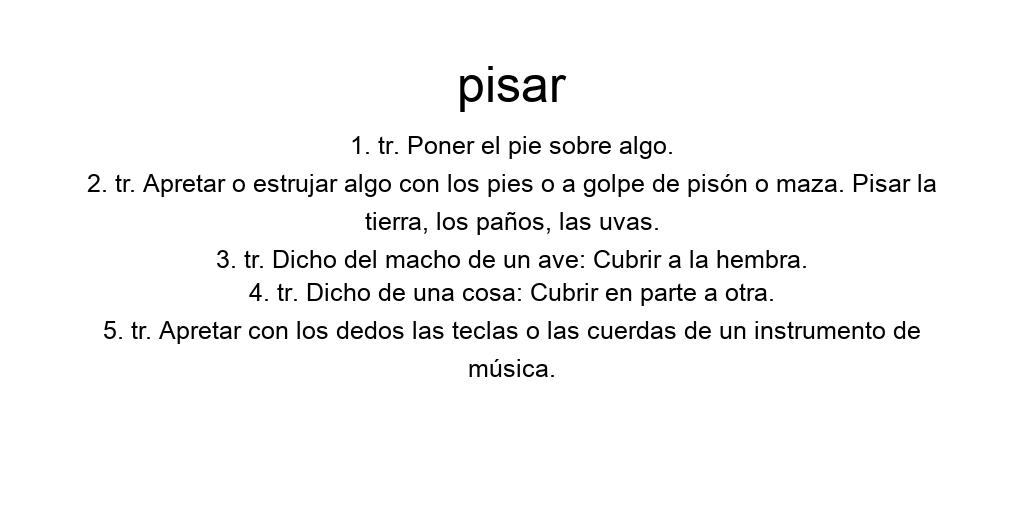 pisar
1. tr. Poner el pie sobre algo.
2. tr. Apretar o estrujar algo con los pies o a golpe de pisón o maza. Pisar la
tierra, los paños, las uvas.
3. tr. Dicho del macho de un ave: Cubrir a la hembra.
4. tr. Dicho de una cosa: Cubrir en parte a otra.
5. tr. Apretar con los dedos las teclas o las cuerdas de un instrumento de
música.